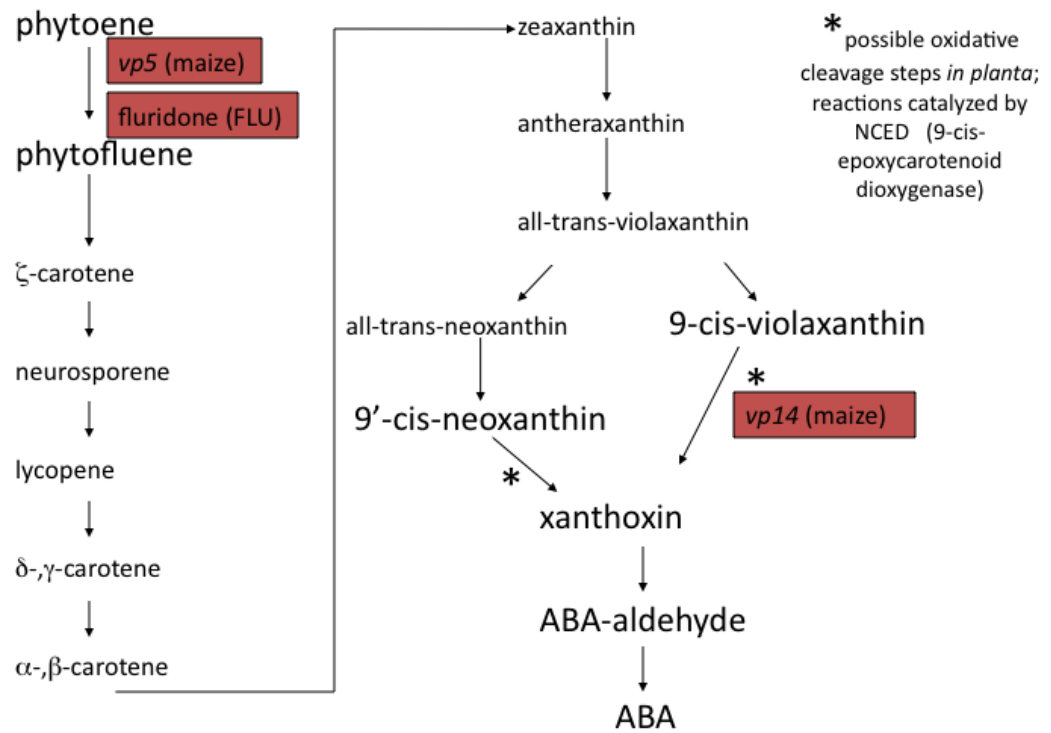 phytoene
vp5 (maize)
fluridone (FLU)
phytofluene
ζ-carotene
neurosporene
lycopene
δ-,γ-carotene
α-,β-carotene
zeaxanthin
antheraxanthin
all-trans-violaxanthin
all-trans-neoxanthin
9-cis-violaxanthin
*
vp14 (maize)
9’-cis-neoxanthin
*
xanthoxin
ABA-aldehyde
ABA
*possible oxidative
cleavage steps in planta;
reactions catalyzed by
NCED (9-cis-
epoxycarotenoid
dioxygenase)